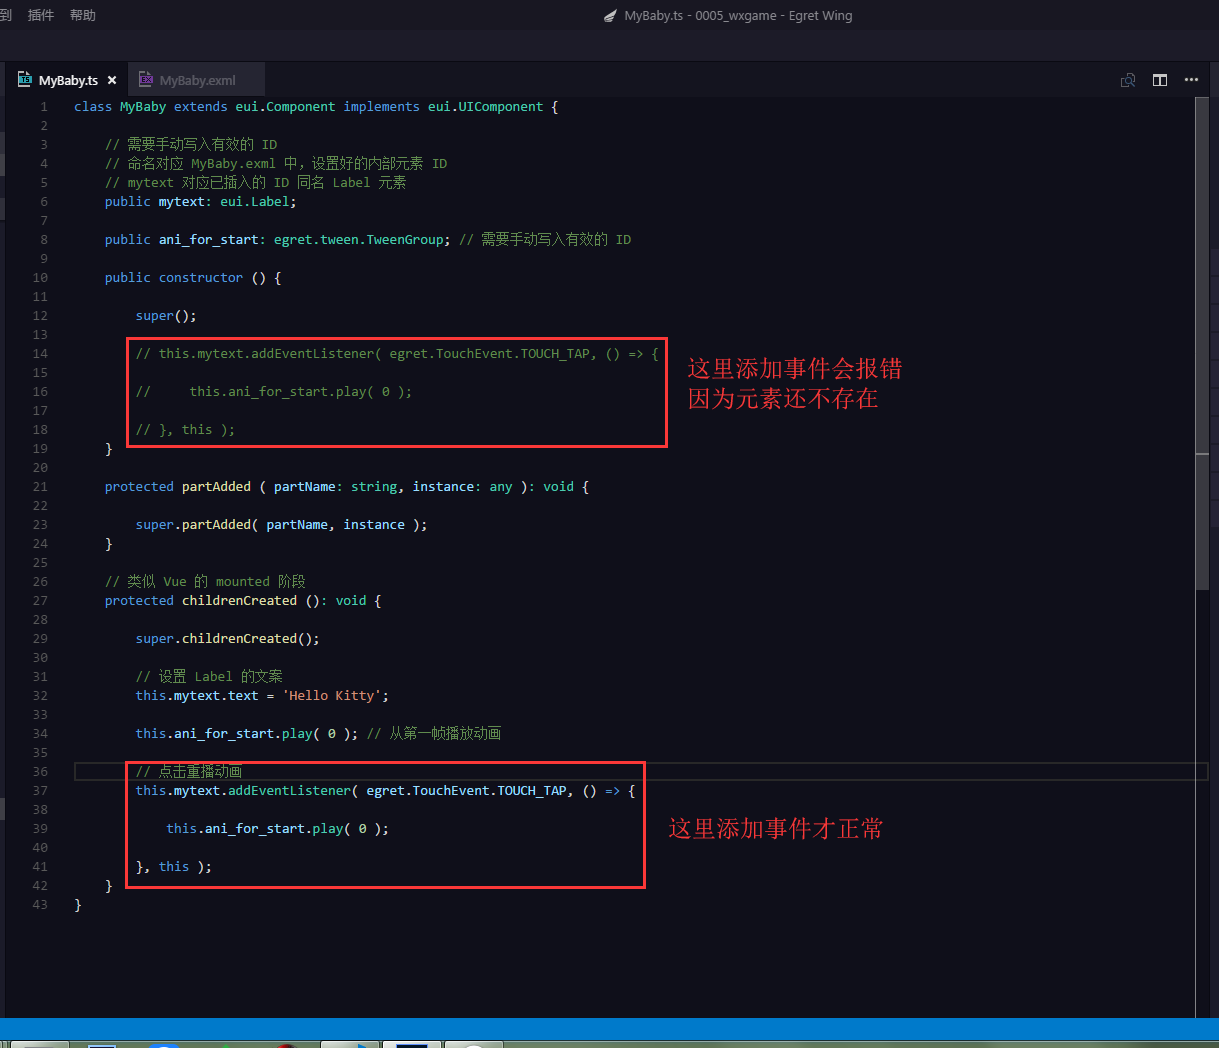 到 插件 帮助 MyBaby.ts - 0005_wxgame - Egret Wing
MyBaby.ts MyBaby.exml
1 class MyBaby extends eui.Component implements eui.UIComponent {
2
3 // 需要手动写入有效的 ID
4 // 命名对应 MyBaby.exml 中，设置好的内部元素 ID
5 // mytext 对应已插入的 ID 同名 Label 元素
6 public mytext: eui.Label;
7
8 public ani_for_start: egret.tween.TweenGroup; // 需要手动写入有效的 ID
9
10 public constructor () {
11
12 super();
13
14 // this.mytext.addEventListener( egret.TouchEvent.TOUCH_TAP, () => {
15
16 // this.ani_for_start.play( 0 );
17
18 // }, this );
这里添加事件会报错
因为元素还不存在
19 }
20
21 protected partAdded ( partName: string, instance: any ): void {
22
23 super.partAdded( partName, instance );
24 }
25
26 // 类似 Vue 的 mounted 阶段
27 protected childrenCreated (): void {
28
29 super.childrenCreated();
30
31 // 设置 Label 的文案
32 this.mytext.text = 'Hello Kitty';
33
34 this.ani_for_start.play( 0 ); // 从第一帧播放动画
35
36 // 点击重播动画
37 this.mytext.addEventListener( egret.TouchEvent.TOUCH_TAP, () => {
38
39 this.ani_for_start.play( 0 );
40
41 }, this );
这里添加事件才正常
42 }
43 }